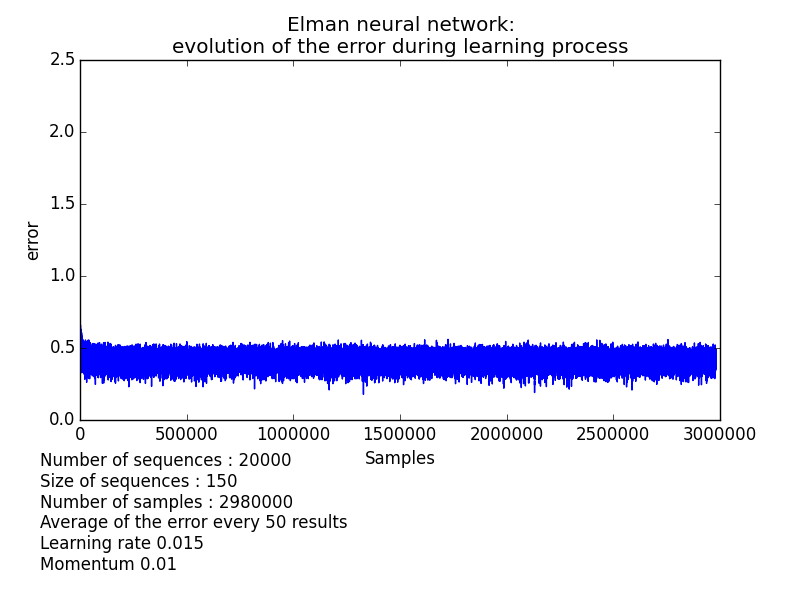 Elman neural network:
evolution of the error during learning process
2.5
2.0
1.5
1.0
0.5
0.0
error
0 500000 1000000 1500000 2000000 2500000 3000000
Samples
Number of sequences : 20000
Size of sequences : 150
Number of samples : 2980000
Average of the error every 50 results
Learning rate 0.015
Momentum 0.01